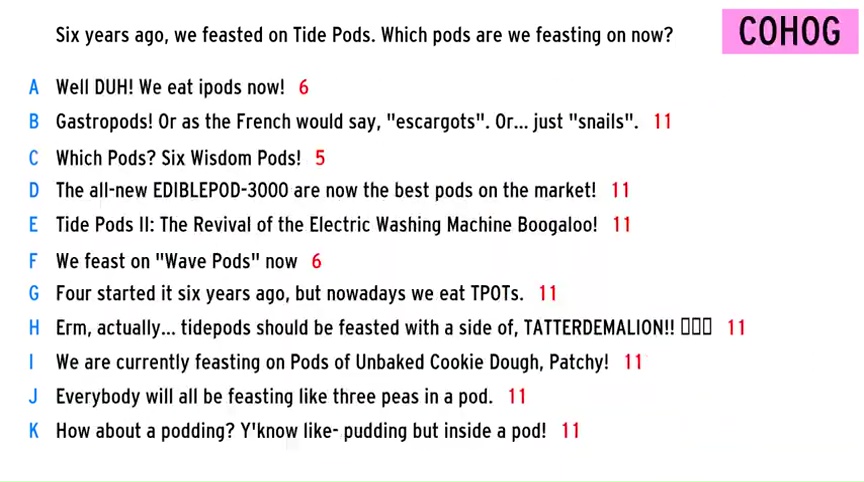 Six years ago, we feasted on Tide Pods. Which pods are we feasting on now?
COHOG
A Well DUH! We eat ipods now! 6
B Gastropods! Or as the French would say, "escargots". Or... just "snails". 11
C Which Pods? Six Wisdom Pods! 5
D The all-new EDIBLEPOD-3000 are now the best pods on the market! 11
E Tide Pods II: The Revival of the Electric Washing Machine Boogaloo! 11
F We feast on "Wave Pods" now 6
G Four started it six years ago, but nowadays we eat TPOTs. 11
H Erm, actually... tidepods should be feasted with a side of, TATTERDEMALION!! ▯▯▯ 11
I We are currently feasting on Pods of Unbaked Cookie Dough, Patchy! 11
J Everybody will all be feasting like three peas in a pod. 11
K How about a podding? Y'know like- pudding but inside a pod! 11